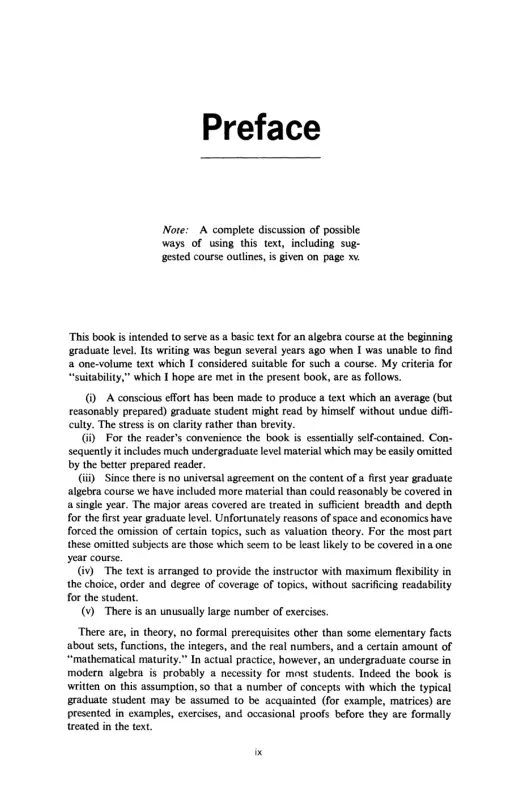 Preface
Note: A complete discussion of possible
ways of using this text, including sug-
gested course outlines, is given on page xv.
This book is intended to serve as a basic text for an algebra course at the beginning
graduate level. Its writing was begun several years ago when I was unable to find
a one-volume text which I considered suitable for such a course. My criteria for
"suitability," which I hope are met in the present book, are as follows.
(i) A conscious effort has been made to produce a text which an average (but
reasonably prepared) graduate student might read by himself without undue diffi-
culty. The stress is on clarity rather than brevity.
(ii) For the reader's convenience the book is essentially self-contained. Con-
sequently it includes much undergraduate level material which may be easily omitted
by the better prepared reader.
(iii) Since there is no universal agreement on the content of a first year graduate
algebra course we have included more material than could reasonably be covered in
a single year. The major areas covered are treated in sufficient breadth and depth
for the first year graduate level. Unfortunately reasons of space and economics have
forced the omission of certain topics, such as valuation theory. For the most part
these omitted subjects are those which seem to be least likely to be covered in a one
year course.
(iv) The text is arranged to provide the instructor with maximum flexibility in
the choice, order and degree of coverage of topics, without sacrificing readability
for the student.
(v) There is an unusually large number of exercises.
There are, in theory, no formal prerequisites other than some elementary facts
about sets, functions, the integers, and the real numbers, and a certain amount of
"mathematical maturity." In actual practice, however, an undergraduate course in
modern algebra is probably a necessity for most students. Indeed the book is
written on this assumption, so that a number of concepts with which the typical
graduate student may be assumed to be acquainted (for example, matrices) are
presented in examples, exercises, and occasional proofs before they are formally
treated in the text.
ix